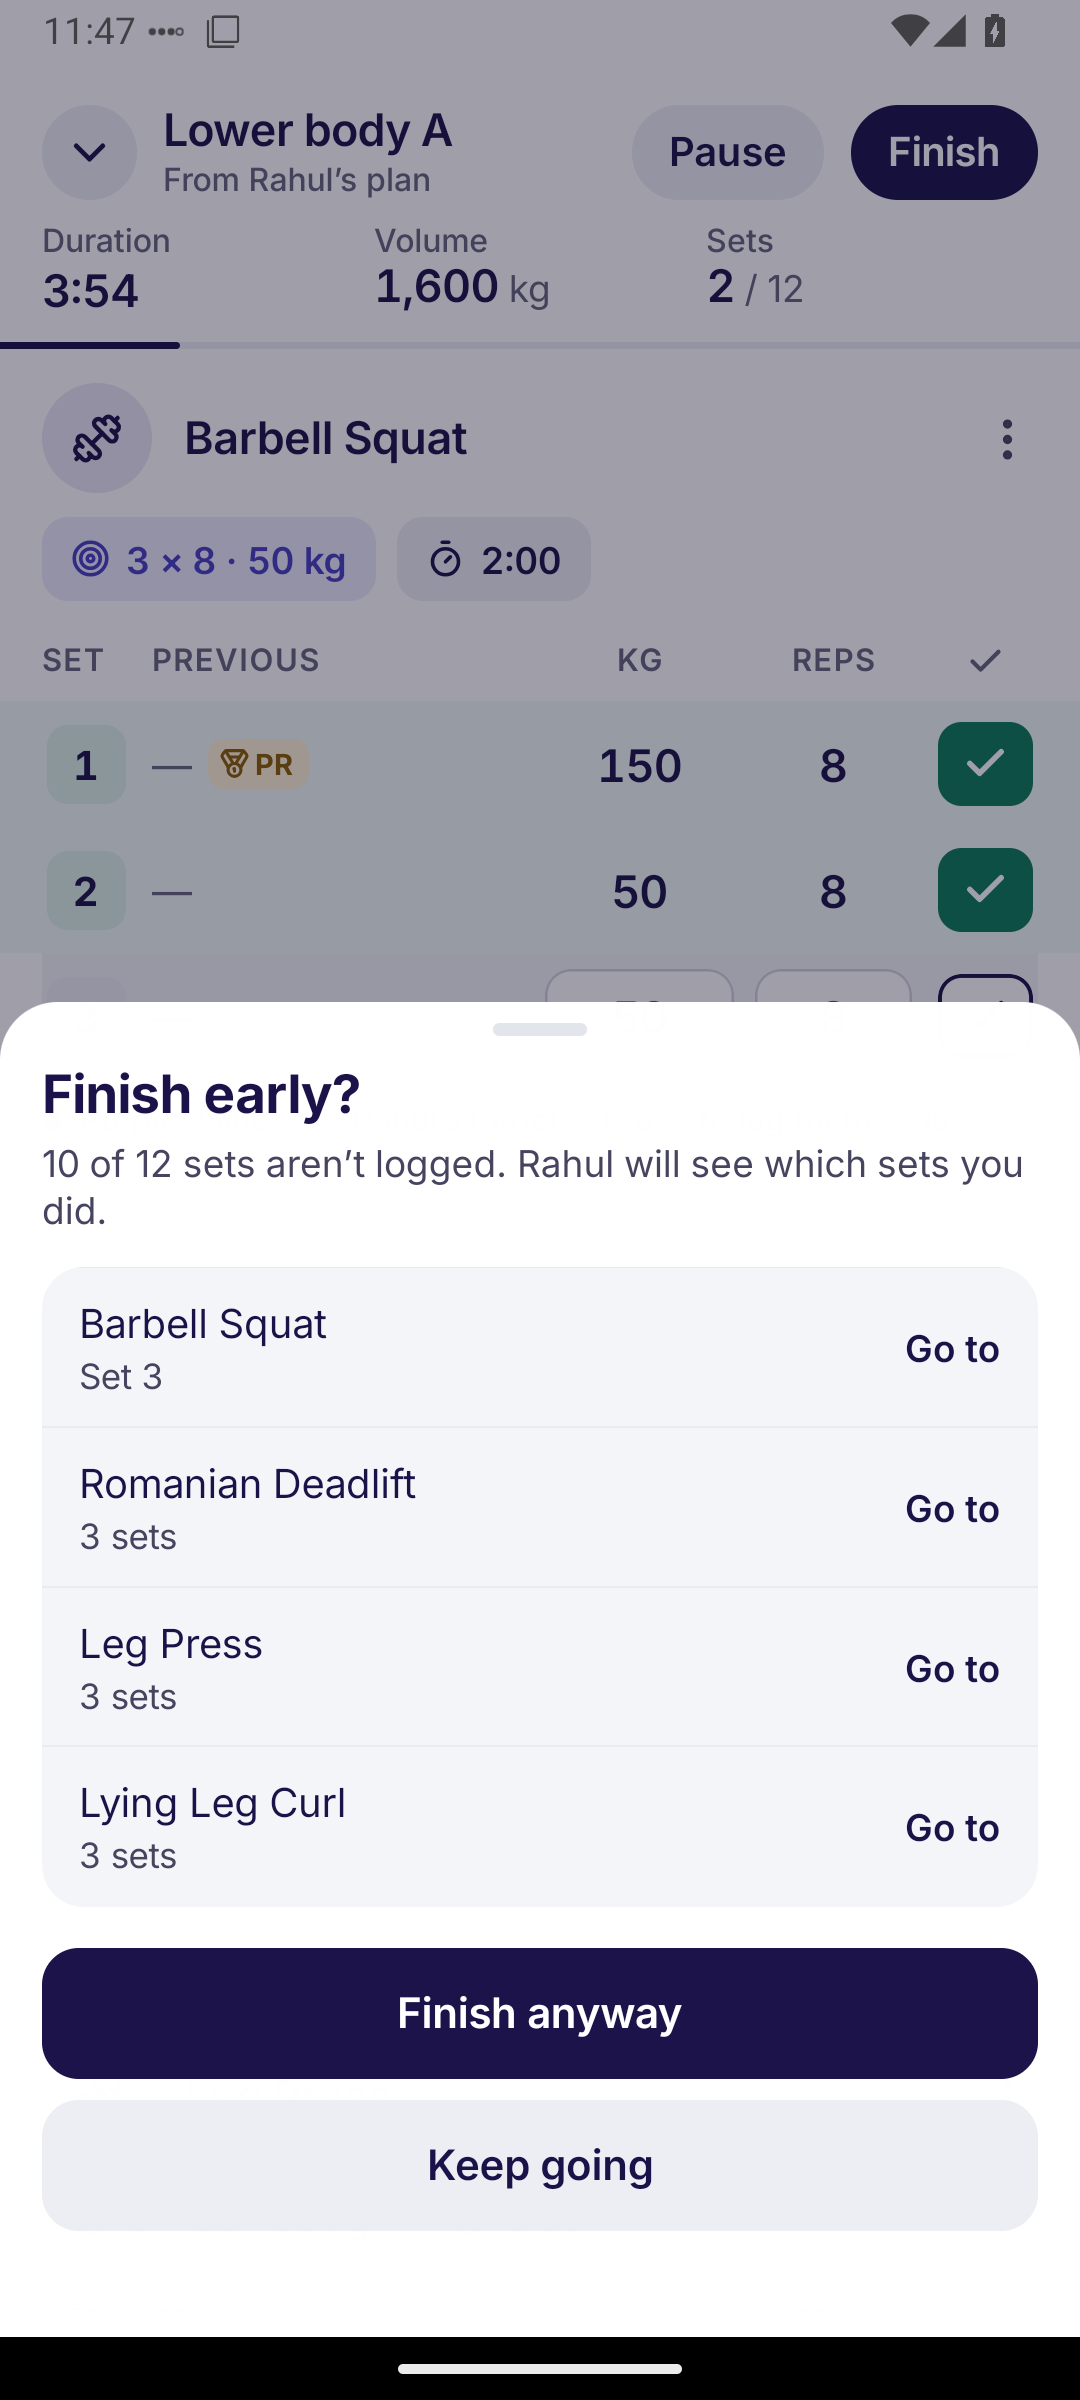 11:47
Lower body A
From Rahul’s plan
Pause
Finish
Duration
Volume
Sets
3:54
1,600 kg
2 / 12
Barbell Squat
3 × 8 · 50 kg
2:00
SET PREVIOUS KG REPS
1 — PR 150 8
2 — 50 8
Finish early?
10 of 12 sets aren’t logged. Rahul will see which sets you
did.
Barbell Squat
Set 3
Go to
Romanian Deadlift
3 sets
Go to
Leg Press
3 sets
Go to
Lying Leg Curl
3 sets
Go to
Finish anyway
Keep going